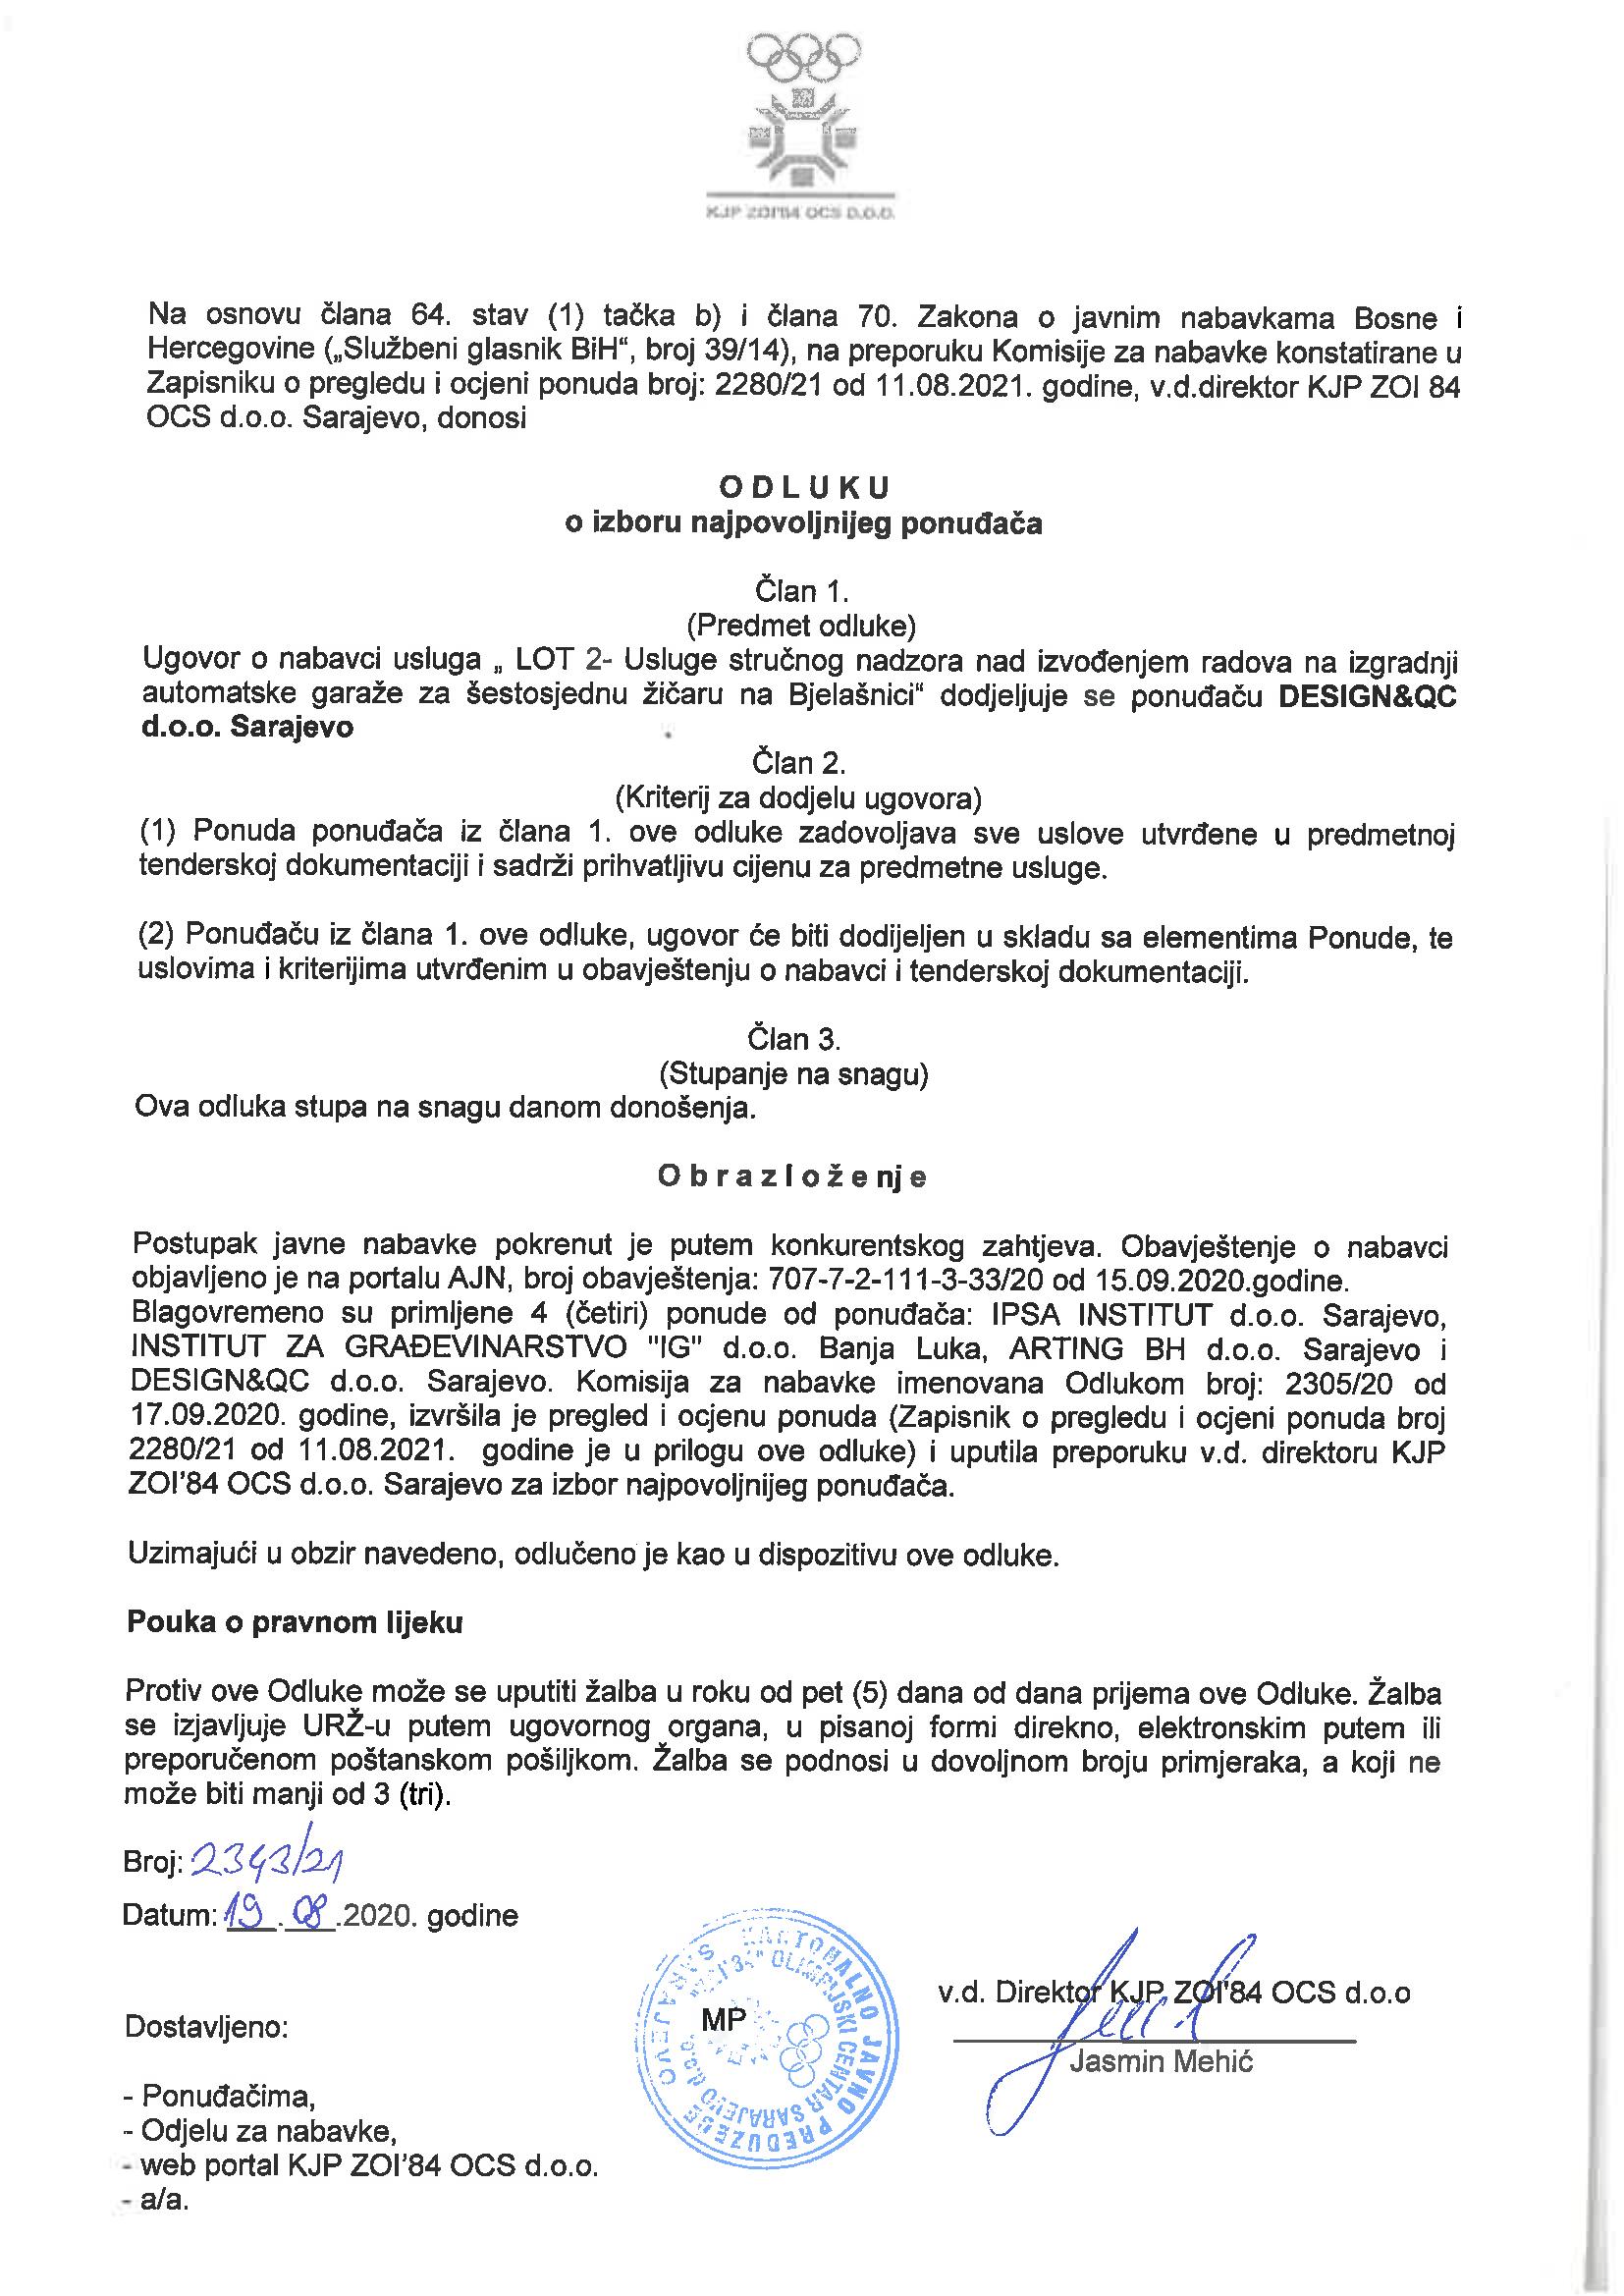 KJP ZOI'84 OCS D.O.O.
Na osnovu člana 64. stav (1) tačka b) i člana 70. Zakona o javnim nabavkama Bosne i
Hercegovine („Službeni glasnik BiH“, broj 39/14), na preporuku Komisije za nabavke konstatirane u
Zapisniku o pregledu i ocjeni ponuda broj: 2280/21 od 11.08.2021. godine, v.d.direktor KJP ZOI 84
OCS d.o.o. Sarajevo, donosi
O D L U K U
o izboru najpovoljnijeg ponuđača
Član 1.
(Predmet odluke)
Ugovor o nabavci usluga „ LOT 2- Usluge stručnog nadzora nad izvođenjem radova na izgradnji
automatske garaže za šestosjednu žičaru na Bjelašnici“ dodjeljuje se ponuđaču DESIGN&QC
d.o.o. Sarajevo
Član 2.
(Kriterij za dodjelu ugovora)
(1) Ponuda ponuđača iz člana 1. ove odluke zadovoljava sve uslove utvrđene u predmetnoj
tenderskoj dokumentaciji i sadrži prihvatljivu cijenu za predmetne usluge.
(2) Ponuđaču iz člana 1. ove odluke, ugovor će biti dodijeljen u skladu sa elementima Ponude, te
uslovima i kriterijima utvrđenim u obavještenju o nabavci i tenderskoj dokumentaciji.
Član 3.
(Stupanje na snagu)
Ova odluka stupa na snagu danom donošenja.
O b r a z l o ž e nj e
Postupak javne nabavke pokrenut je putem konkurentskog zahtjeva. Obavještenje o nabavci
objavljeno je na portalu AJN, broj obavještenja: 707-7-2-111-3-33/20 od 15.09.2020.godine.
Blagovremeno su primljene 4 (četiri) ponude od ponuđača: IPSA INSTITUT d.o.o. Sarajevo,
INSTITUT ZA GRAĐEVINARSTVO "IG" d.o.o. Banja Luka, ARTING BH d.o.o. Sarajevo i
DESIGN&QC d.o.o. Sarajevo. Komisija za nabavke imenovana Odlukom broj: 2305/20 od
17.09.2020. godine, izvršila je pregled i ocjenu ponuda (Zapisnik o pregledu i ocjeni ponuda broj
2280/21 od 11.08.2021. godine je u prilogu ove odluke) i uputila preporuku v.d. direktoru KJP
ZOI'84 OCS d.o.o. Sarajevo za izbor najpovoljnijeg ponuđača.
Uzimajući u obzir navedeno, odlučeno je kao u dispozitivu ove odluke.
Pouka o pravnom lijeku
Protiv ove Odluke može se uputiti žalba u roku od pet (5) dana od dana prijema ove Odluke. Žalba
se izjavljuje URŽ-u putem ugovornog organa, u pisanoj formi direkno, elektronskim putem ili
preporučenom poštanskom pošiljkom. Žalba se podnosi u dovoljnom broju primjeraka, a koji ne
može biti manji od 3 (tri).
Broj: 2343/21
Datum: 19.08.2020. godine
KANTONALNO JAVNO PREDUZEĆE SARAJEVO
OLIMPIJSKI CENTAR SARAJEVO d.o.o.
MP
v.d. Direktor KJP ZOI'84 OCS d.o.o
Jasmin Mehić
Dostavljeno:
- Ponuđačima,
- Odjelu za nabavke,
- web portal KJP ZOI'84 OCS d.o.o.
- a/a.